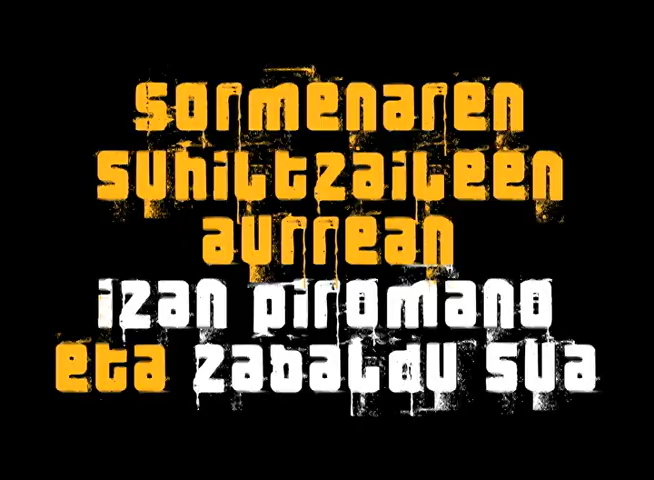 sormenaren
suhiltzaileen
aurrean
izan piromano
eta zabaldu sua